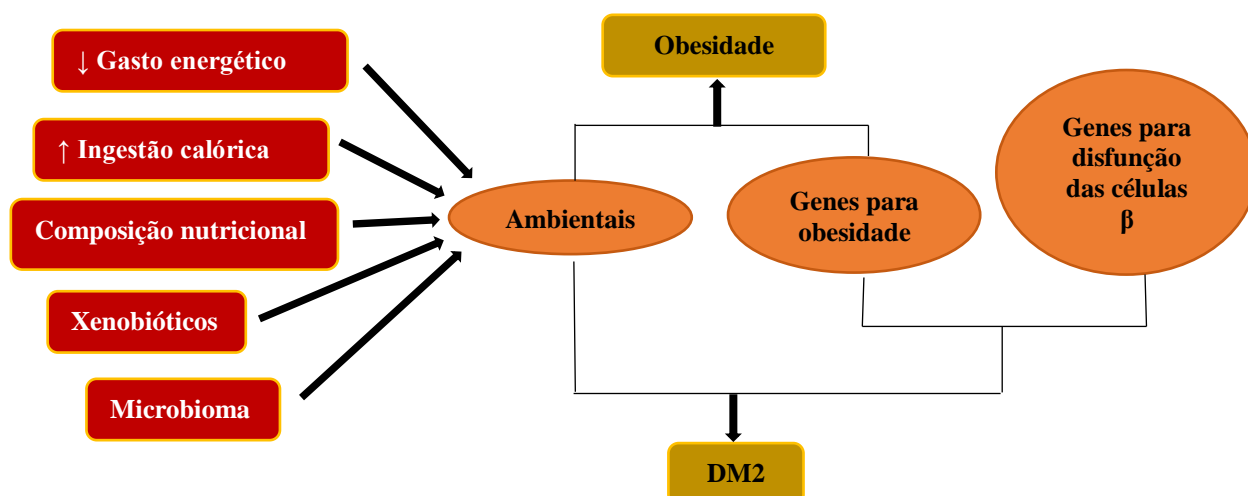 ↓ Gasto energético
↑ Ingestão calórica
Composição nutricional
Xenobióticos
Microbioma
Ambientais
Obesidade
Genes para
obesidade
Genes para
disfunção
das células
β
DM2